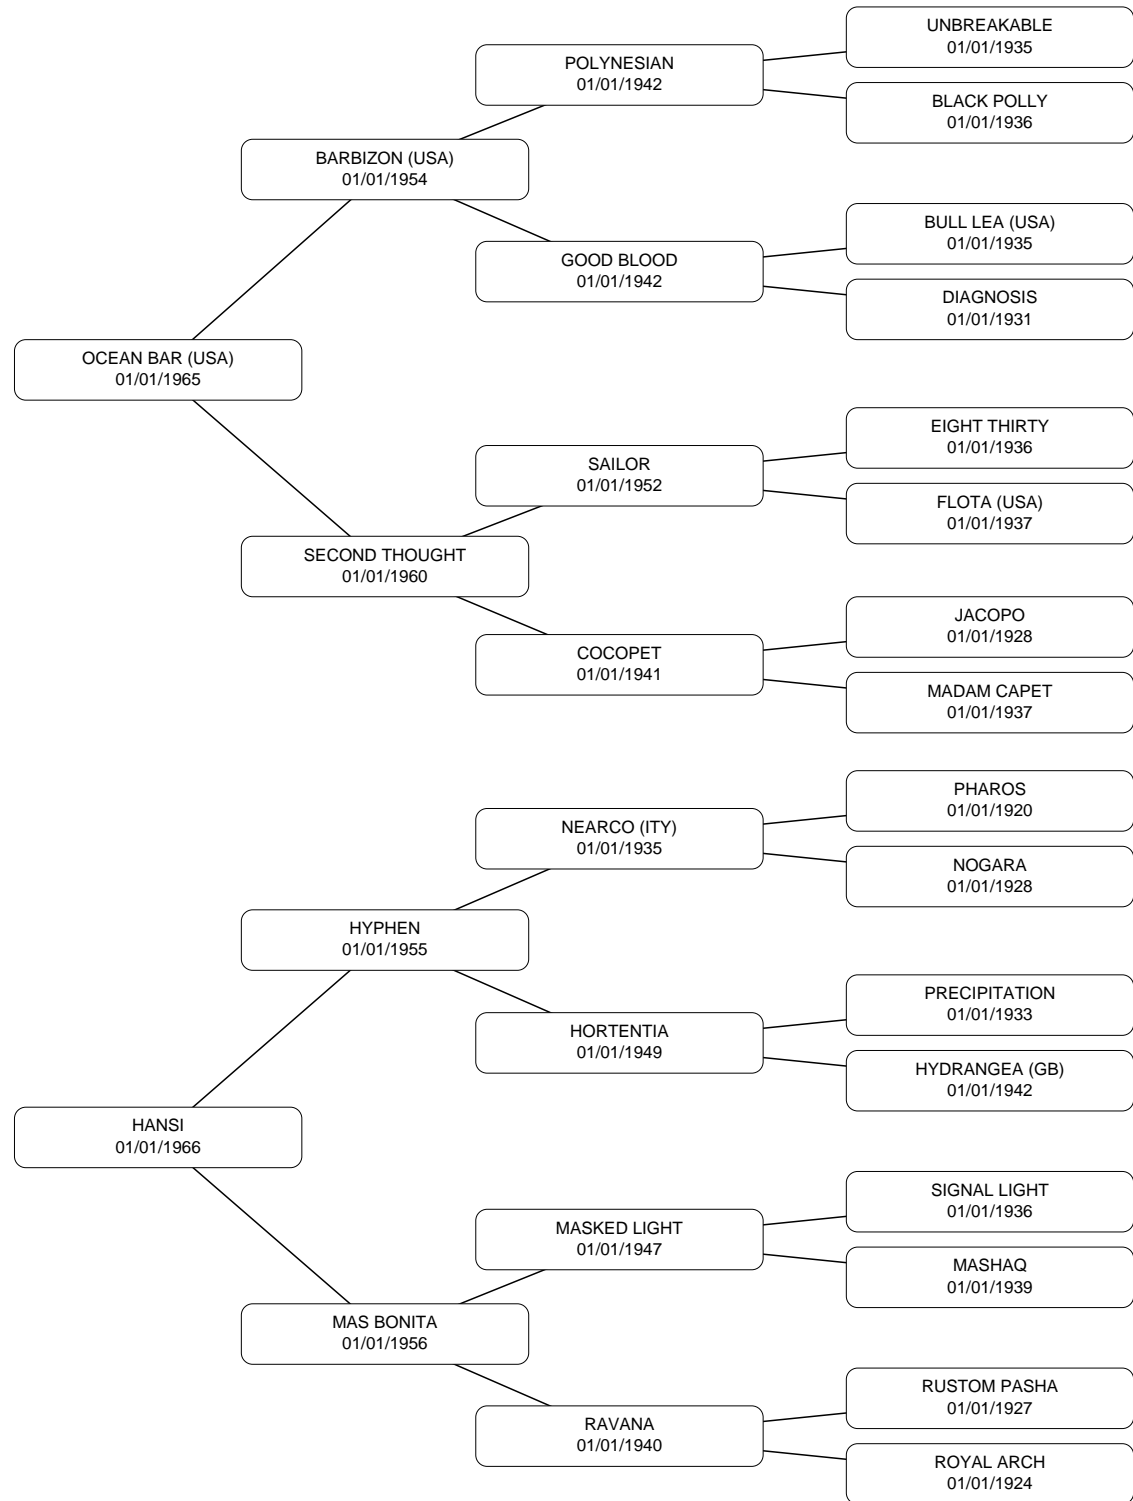 UNBREAKABLE
01/01/1935
POLYNESIAN
01/01/1942
BLACK POLLY
01/01/1936
BARBIZON (USA)
01/01/1954
BULL LEA (USA)
01/01/1935
GOOD BLOOD
01/01/1942
DIAGNOSIS
01/01/1931
OCEAN BAR (USA)
01/01/1965
EIGHT THIRTY
01/01/1936
SAILOR
01/01/1952
FLOTA (USA)
01/01/1937
SECOND THOUGHT
01/01/1960
JACOPO
01/01/1928
COCOPET
01/01/1941
MADAM CAPET
01/01/1937
PHAROS
01/01/1920
NEARCO (ITY)
01/01/1935
NOGARA
01/01/1928
HYPHEN
01/01/1955
PRECIPITATION
01/01/1933
HORTENTIA
01/01/1949
HYDRANGEA (GB)
01/01/1942
HANSI
01/01/1966
SIGNAL LIGHT
01/01/1936
MASKED LIGHT
01/01/1947
MASHAQ
01/01/1939
MAS BONITA
01/01/1956
RUSTOM PASHA
01/01/1927
RAVANA
01/01/1940
ROYAL ARCH
01/01/1924